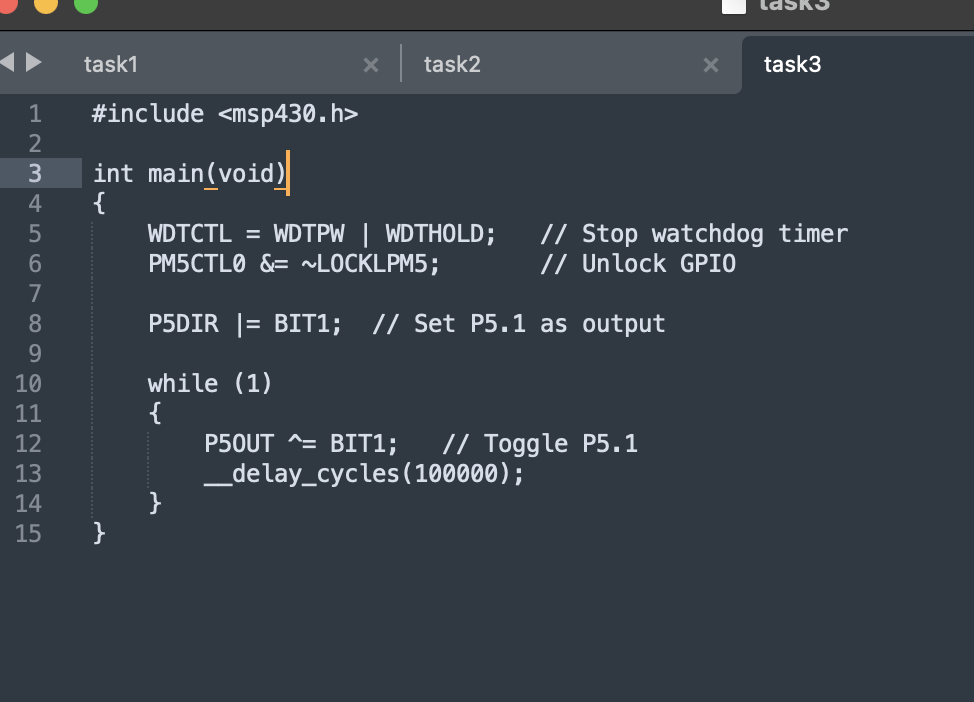 task3
task1
task2
task3
1 #include <msp430.h>
2
3 int main(void)
4 {
5 WDTCTL = WDTPW | WDTHOLD; // Stop watchdog timer
6 PM5CTL0 &= ~LOCKLPM5; // Unlock GPIO
7
8 P5DIR |= BIT1; // Set P5.1 as output
9
10 while (1)
11 {
12 P5OUT ^= BIT1; // Toggle P5.1
13 __delay_cycles(100000);
14 }
15 }